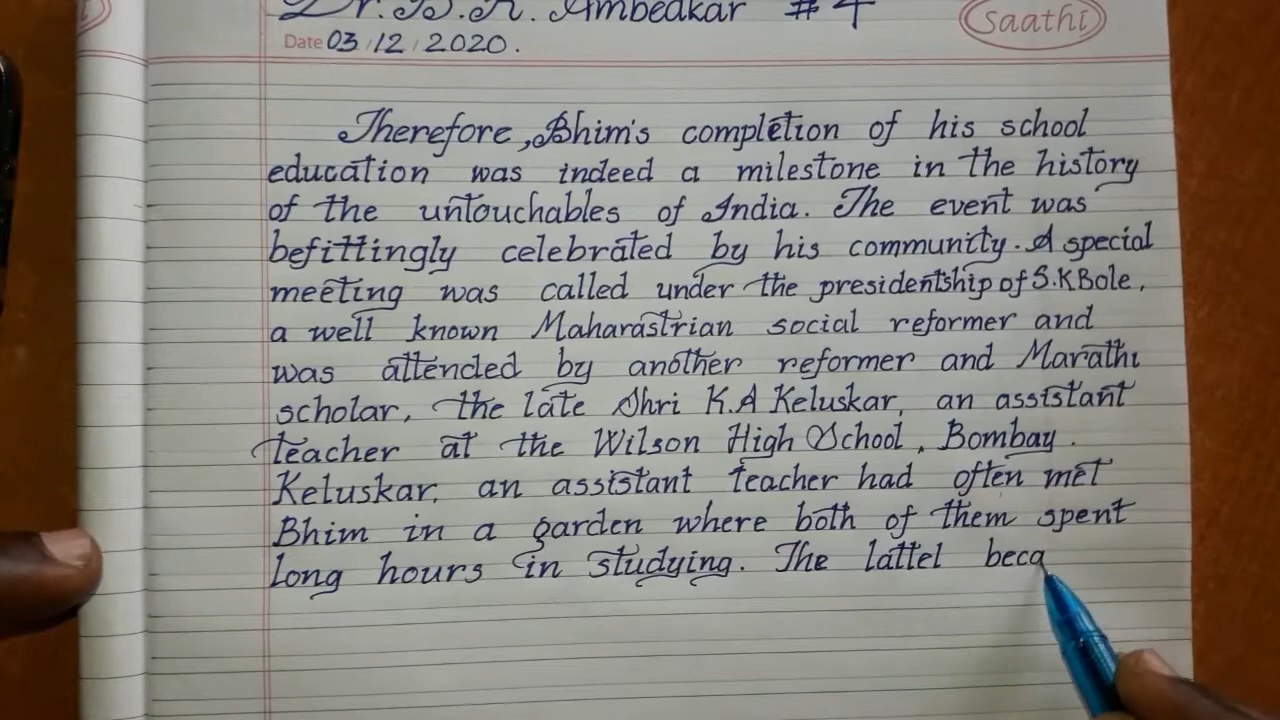 Dr. B. R. Ambedkar #4
Saathi
Date 03/12/2020.
Therefore, Bhim's completion of his school
education was indeed a milestone in the history
of the untouchables of India. The event was
befittingly celebrated by his community. A special
meeting was called under the presidentship of S.K Bole,
a well known Maharastrian social reformer and
was attended by another reformer and Marathi
scholar, the late Shri K.A Keluskar, an assistant
teacher at the Wilson High School, Bombay.
Keluskar, an assistant teacher had often met
Bhim in a garden where both of them spent
long hours in studying. The lattel beca